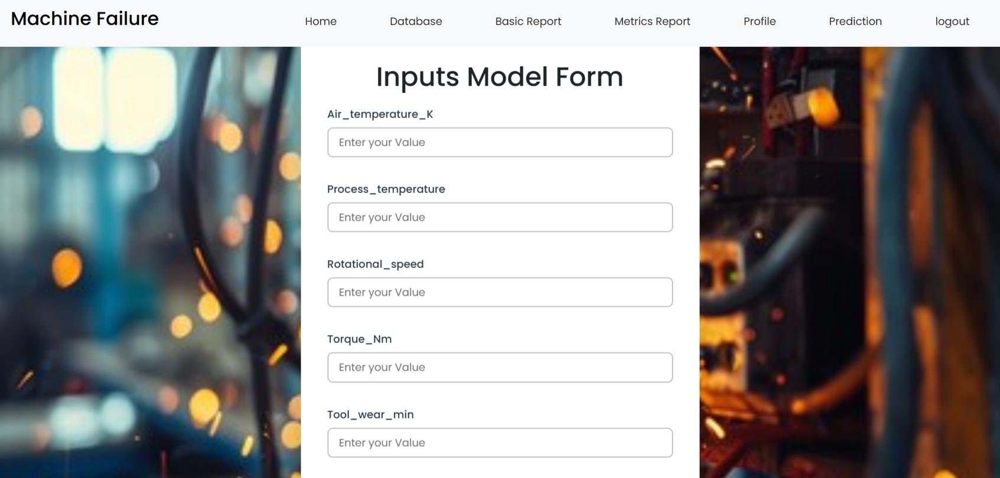 Machine Failure
Home Database Basic Report Metrics Report Profile Prediction logout
Inputs Model Form
Air_temperature_K
Enter your Value
Process_temperature
Enter your Value
Rotational_speed
Enter your Value
Torque_Nm
Enter your Value
Tool_wear_min
Enter your Value